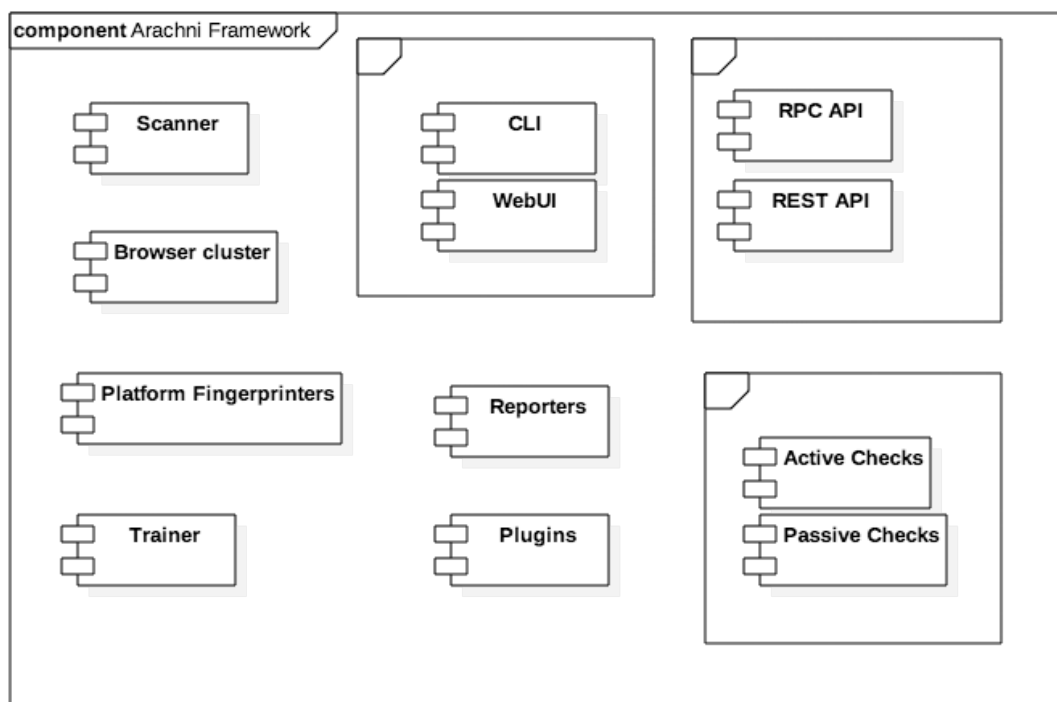 component Arachni Framework
Scanner
CLI
RPC API
WebUI
REST API
Browser cluster
Platform Fingerprinters
Reporters
Active Checks
Trainer
Plugins
Passive Checks